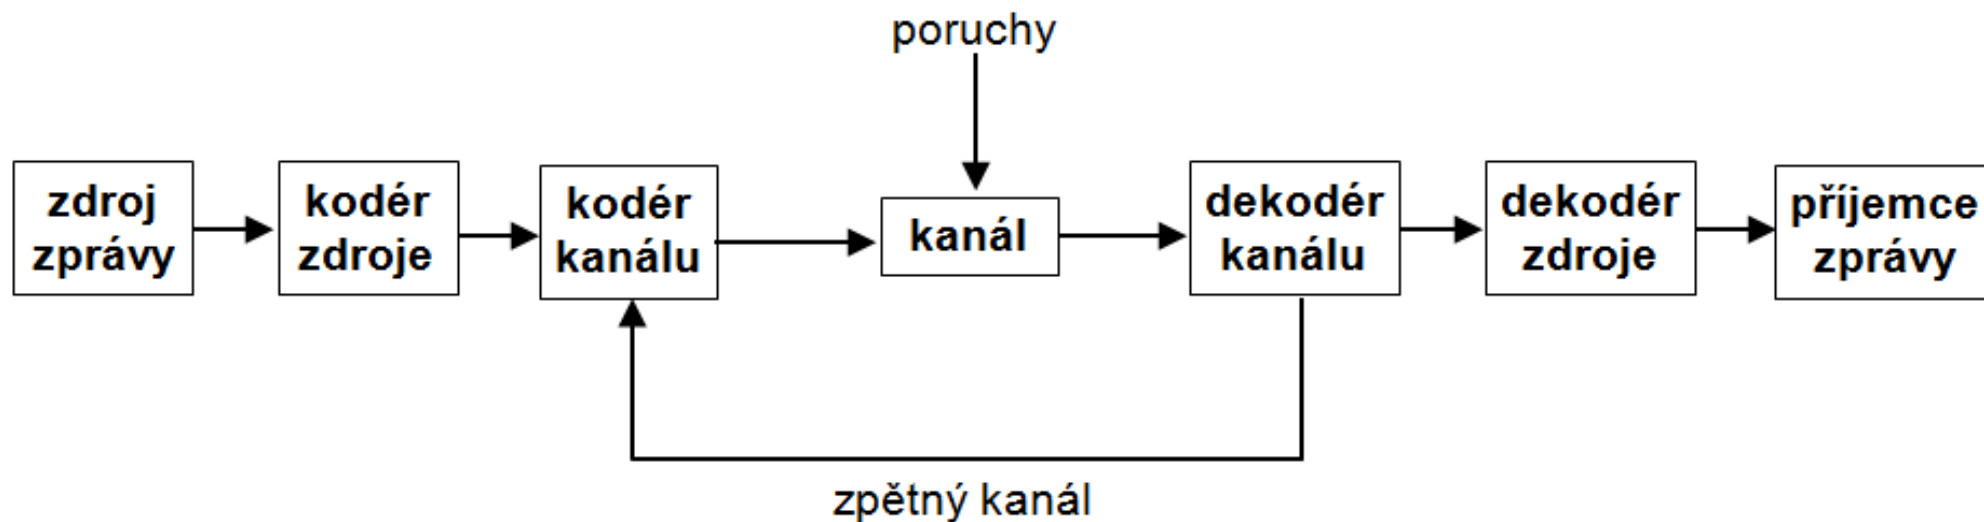 poruchy
zdroj
zprávy
kodér
zdroje
kodér
kanálu
kanál
dekodér
kanálu
dekodér
zdroje
příjemce
zprávy
zpětný kanál